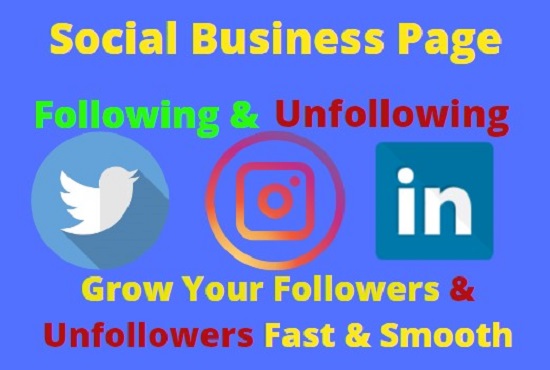 Social Business Page
Following & Unfollowing
in
Grow Your Followers &
Unfollowers Fast & Smooth